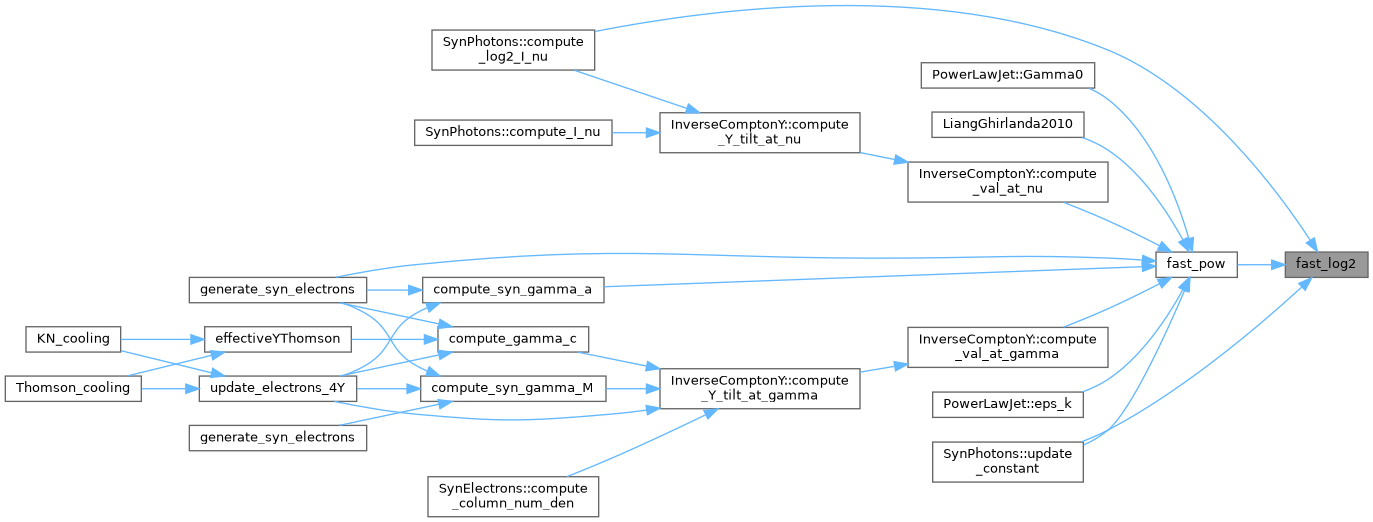 SynPhotons::compute
_log2_I_nu
PowerLawJet::Gamma0
LiangGhirlanda2010
SynPhotons::compute_I_nu
InverseComptonY::compute
_Y_tilt_at_nu
InverseComptonY::compute
_val_at_nu
fast_pow
fast_log2
generate_syn_electrons
compute_syn_gamma_a
KN_cooling
effectiveYThomson
compute_gamma_c
InverseComptonY::compute
_val_at_gamma
Thomson_cooling
update_electrons_4Y
compute_syn_gamma_M
InverseComptonY::compute
_Y_tilt_at_gamma
PowerLawJet::eps_k
generate_syn_electrons
SynPhotons::update
_constant
SynElectrons::compute
_column_num_den